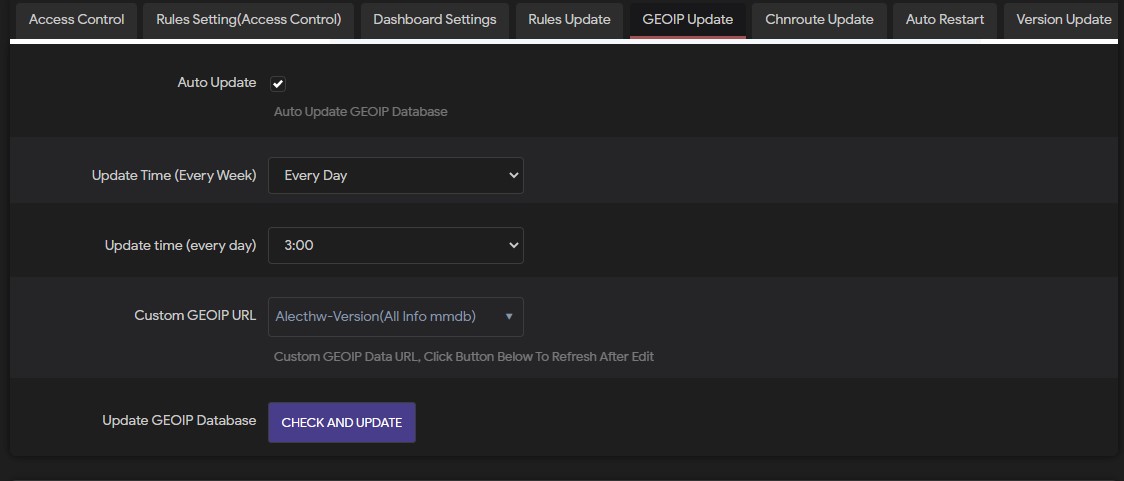 Access Control
Rules Setting(Access Control)
Dashboard Settings
Rules Update
GEOIP Update
Chnroute Update
Auto Restart
Version Update
Auto Update
Auto Update GEOIP Database
Update Time (Every Week)
Every Day
Update time (every day)
3:00
Custom GEOIP URL
Alecthw-Version(All Info mmdb)
Custom GEOIP Data URL, Click Button Below To Refresh After Edit
Update GEOIP Database
CHECK AND UPDATE